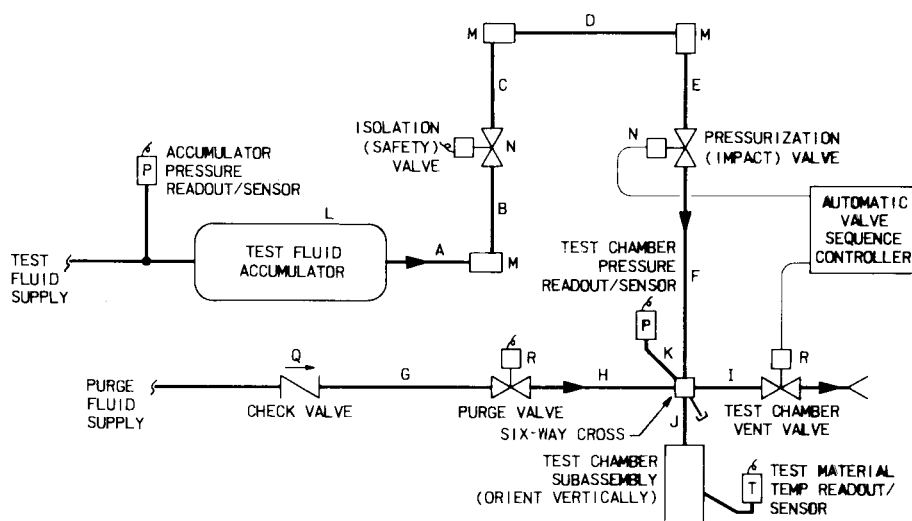 D
M
M
C
E
ISOLATION
(SAFETY)
VALVE
N
N
PRESSURIZATION
(IMPACT) VALVE
ACCUMULATOR
PRESSURE
READOUT/SENSOR
P
B
AUTOMATIC
VALVE
SEQUENCE
CONTROLLER
L
TEST FLUID
ACCUMULATOR
A
M
TEST
FLUID
SUPPLY
TEST CHAMBER
PRESSURE
READOUT/SENSOR
F
P
K
Q
G
R
H
I
R
PURGE
FLUID
SUPPLY
CHECK VALVE
PURGE VALVE
SIX-WAY CROSS
J
TEST CHAMBER
VENT VALVE
TEST CHAMBER
SUBASSEMBLY
(ORIENT VERTICALLY)
T
TEST MATERIAL
TEMP READOUT/
SENSOR